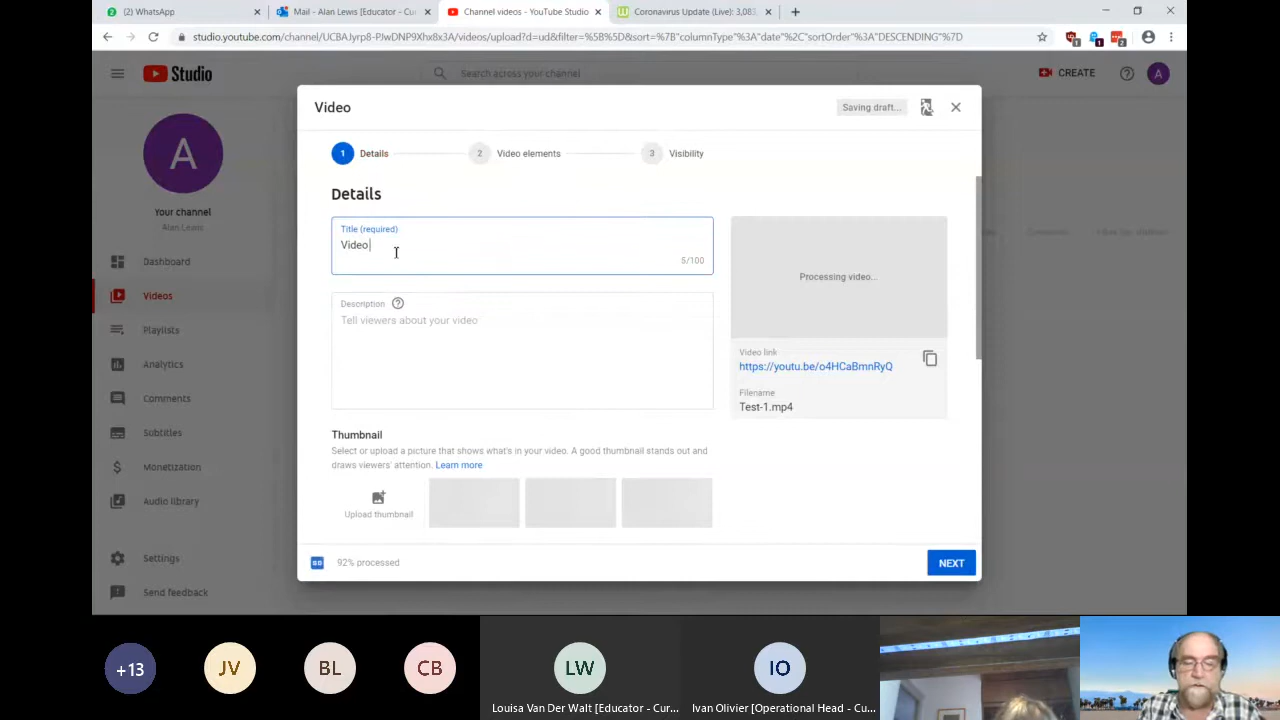 (2) WhatsApp
Mail - Alan Lewis [Educator - Cur...
Channel videos - YouTube Studio
Coronavirus Update (Live): 3,083,
studio.youtube.com/channel/UCBAJyrp8-PJwDNP9Xhx8x3A/videos/upload?d=ud&filter=%5B%5D&sort=%7B"columnType"%3A"date"%2C"sortOrder"%3A"DESCENDING"%7D
Studio
Search across your channel
CREATE
A
A
Your channel
Alan Lewis
Dashboard
Videos
Playlists
Analytics
Comments
Subtitles
Monetization
Audio library
Settings
Send feedback
Video
Saving draft...
1 Details
2 Video elements
3 Visibility
Details
Title (required)
Video
5/100
Description
Tell viewers about your video
Processing video...
Video link
https://youtu.be/o4HCaBmnRyQ
Filename
Test-1.mp4
Thumbnail
Select or upload a picture that shows what's in your video. A good thumbnail stands out and
draws viewers' attention. Learn more
Upload thumbnail
92% processed
NEXT
+13
JV
BL
CB
LW
IO
Louisa Van Der Walt [Educator - Cur...
Ivan Olivier [Operational Head - Cu...